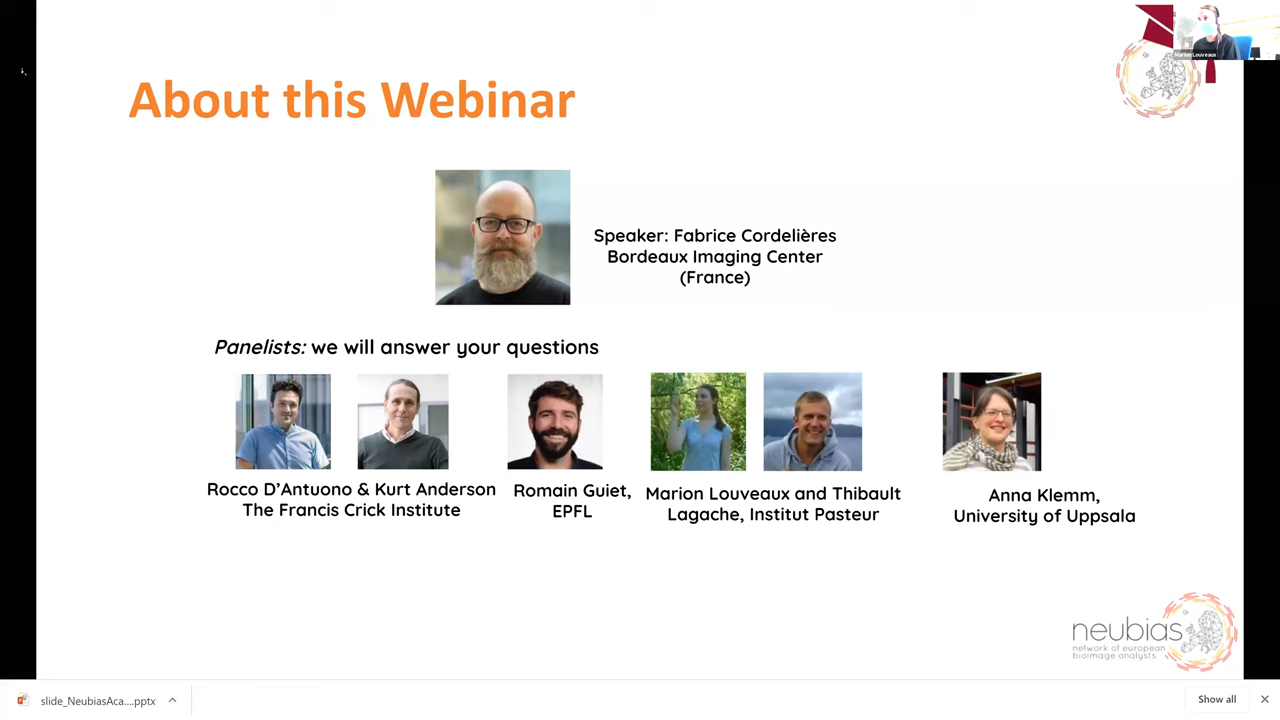 Marion Louveaux
About this Webinar
Speaker: Fabrice Cordelières
Bordeaux Imaging Center
(France)
Panelists: we will answer your questions
Rocco D'Antuono & Kurt Anderson
The Francis Crick Institute
Romain Guiet,
EPFL
Marion Louveaux and Thibault
Lagache, Institut Pasteur
Anna Klemm,
University of Uppsala
neubias
network of european
bioimage analysts
slide_NeubiasAca....pptx
Show all